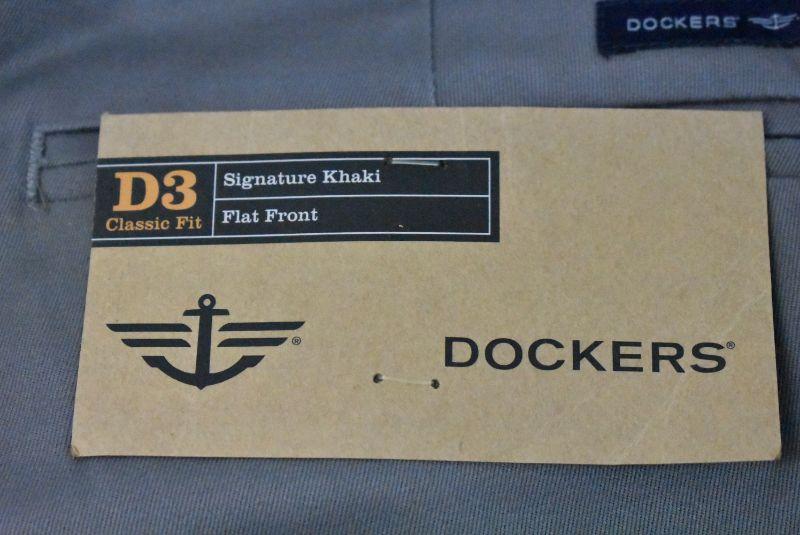 DOCKERS
D3
Classic Fit
Signature Khaki
Flat Front
DOCKERS®